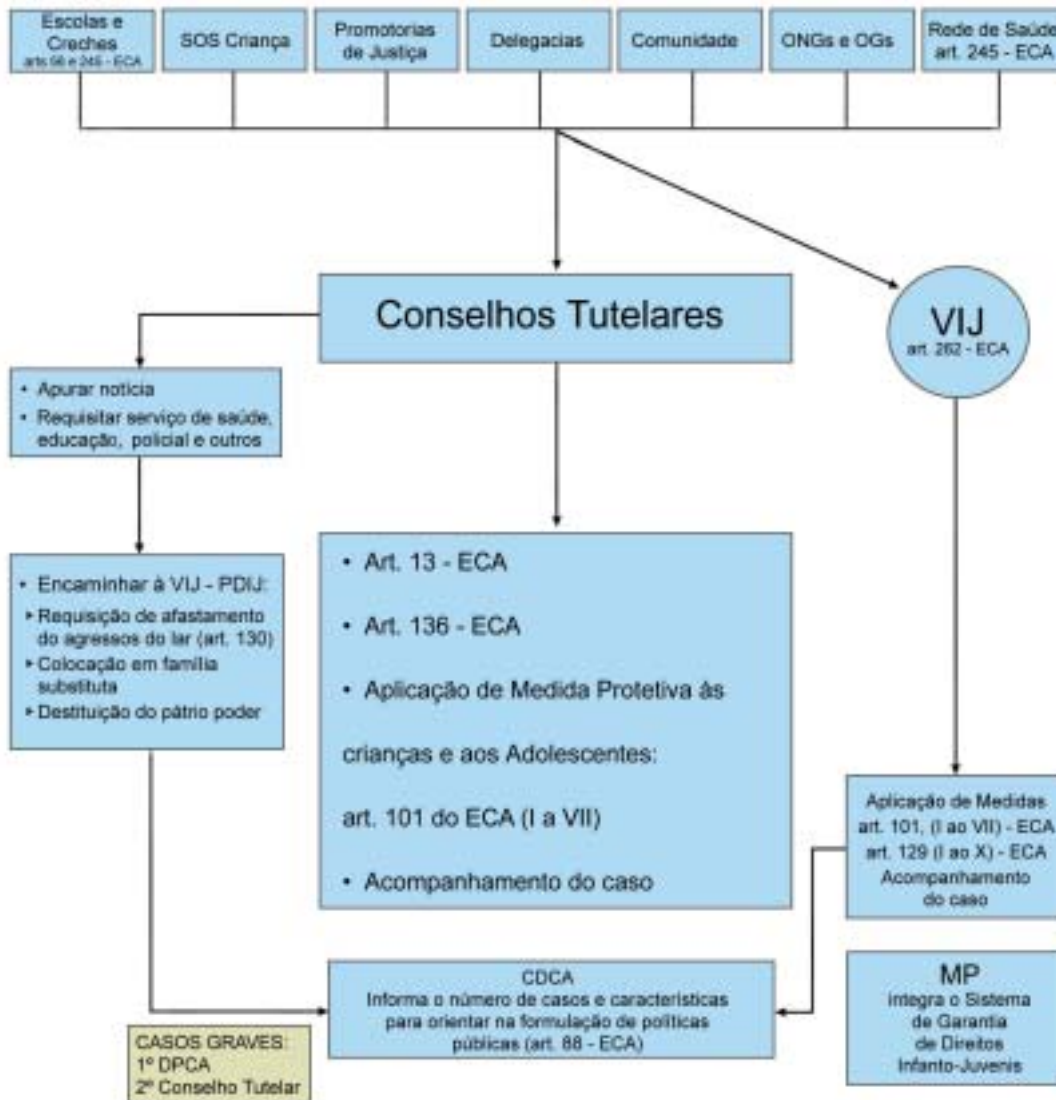 Escolas e
Creches
arts 56 e 245 - ECA
SOS Criança
Promotorias
de Justiça
Delegacias
Comunidade
ONGs e OGs
Rede de Saúde
art. 245 - ECA
Conselhos Tutelares
VIJ
art. 262 - ECA
• Apurar notícia
• Requisitar serviço de saúde,
educação, policial e outros
• Encaminhar à VIJ - PDIJ:
▸ Requisição de afastamento
do agressos do lar (art. 130)
▸ Colocação em família
substituta
▸ Destituição do pátrio poder
• Art. 13 - ECA
• Art. 136 - ECA
• Aplicação de Medida Protetiva às
crianças e aos Adolescentes:
art. 101 do ECA (I a VII)
• Acompanhamento do caso
Aplicação de Medidas
art. 101, (I ao VII) - ECA
art. 129 (I ao X) - ECA
Acompanhamento
do caso
CDCA
Informa o número de casos e características
para orientar na formulação de políticas
públicas (art. 88 - ECA)
MP
integra o Sistema
de Garantia
de Direitos
Infanto-Juvenis
CASOS GRAVES:
1º DPCA
2º Conselho Tutelar